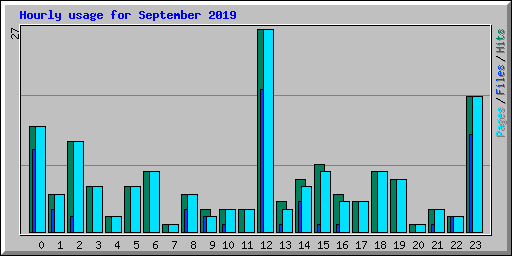 Hourly usage for September 2019
27
Pages/Files/Hits
0 1 2 3 4 5 6 7 8 9 10 11 12 13 14 15 16 17 18 19 20 21 22 23